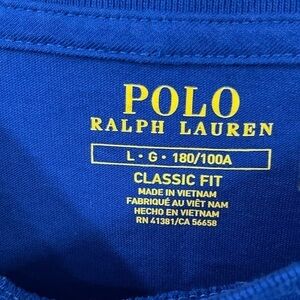 POLO
RALPH LAUREN
L • G • 180/100A
CLASSIC FIT
MADE IN VIETNAM
FABRIQUÉ AU VIÊT NAM
HECHO EN VIETNAM
RN 41381/CA 56658